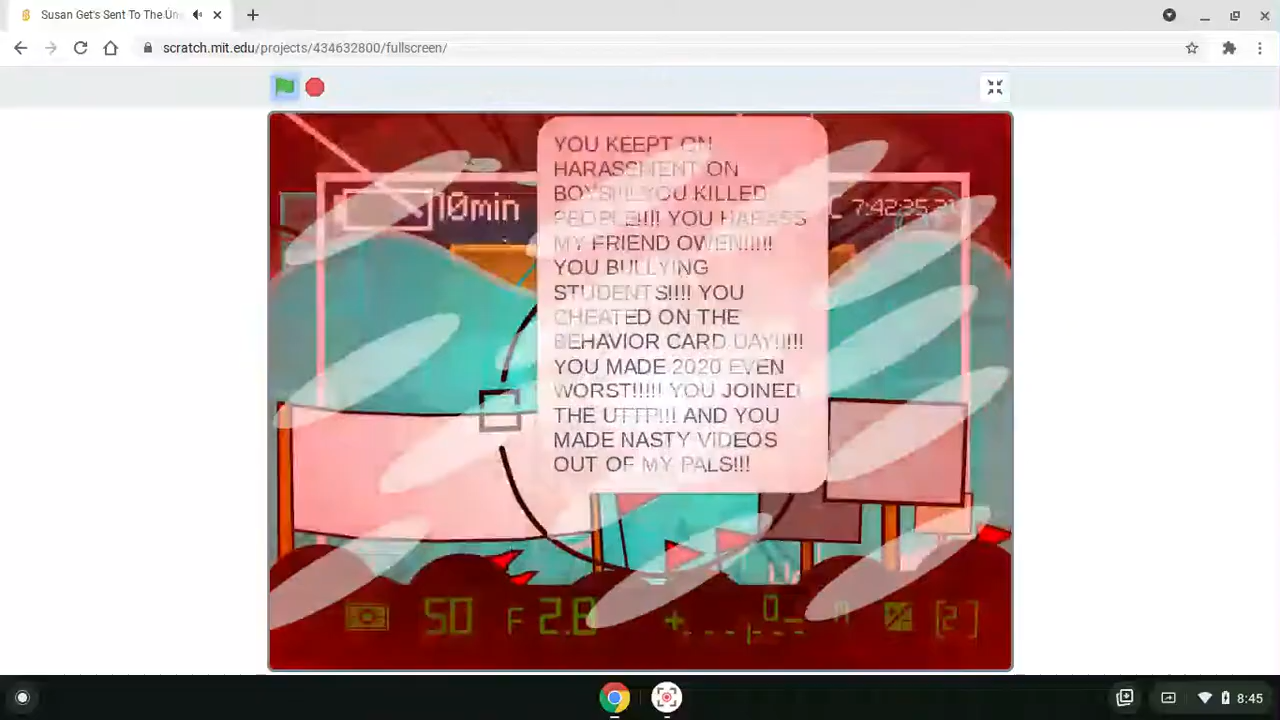 Susan Get's Sent To The Un
scratch.mit.edu/projects/434632800/fullscreen/
YOU KEEPT ON
HARASSMENT ON
BOYS!!! YOU KILLED
PEOPLE!!!! YOU HARASS
MY FRIEND OWEN!!!!!
YOU BULLYING
STUDENTS!!!! YOU
CHEATED ON THE
BEHAVIOR CARD DAY!!!!!
YOU MADE 2020 EVEN
WORST!!!!! YOU JOINED
THE UTTP!!! AND YOU
MADE NASTY VIDEOS
OUT OF MY PALS!!!
10min
50 F 2.8
[2]
8:45